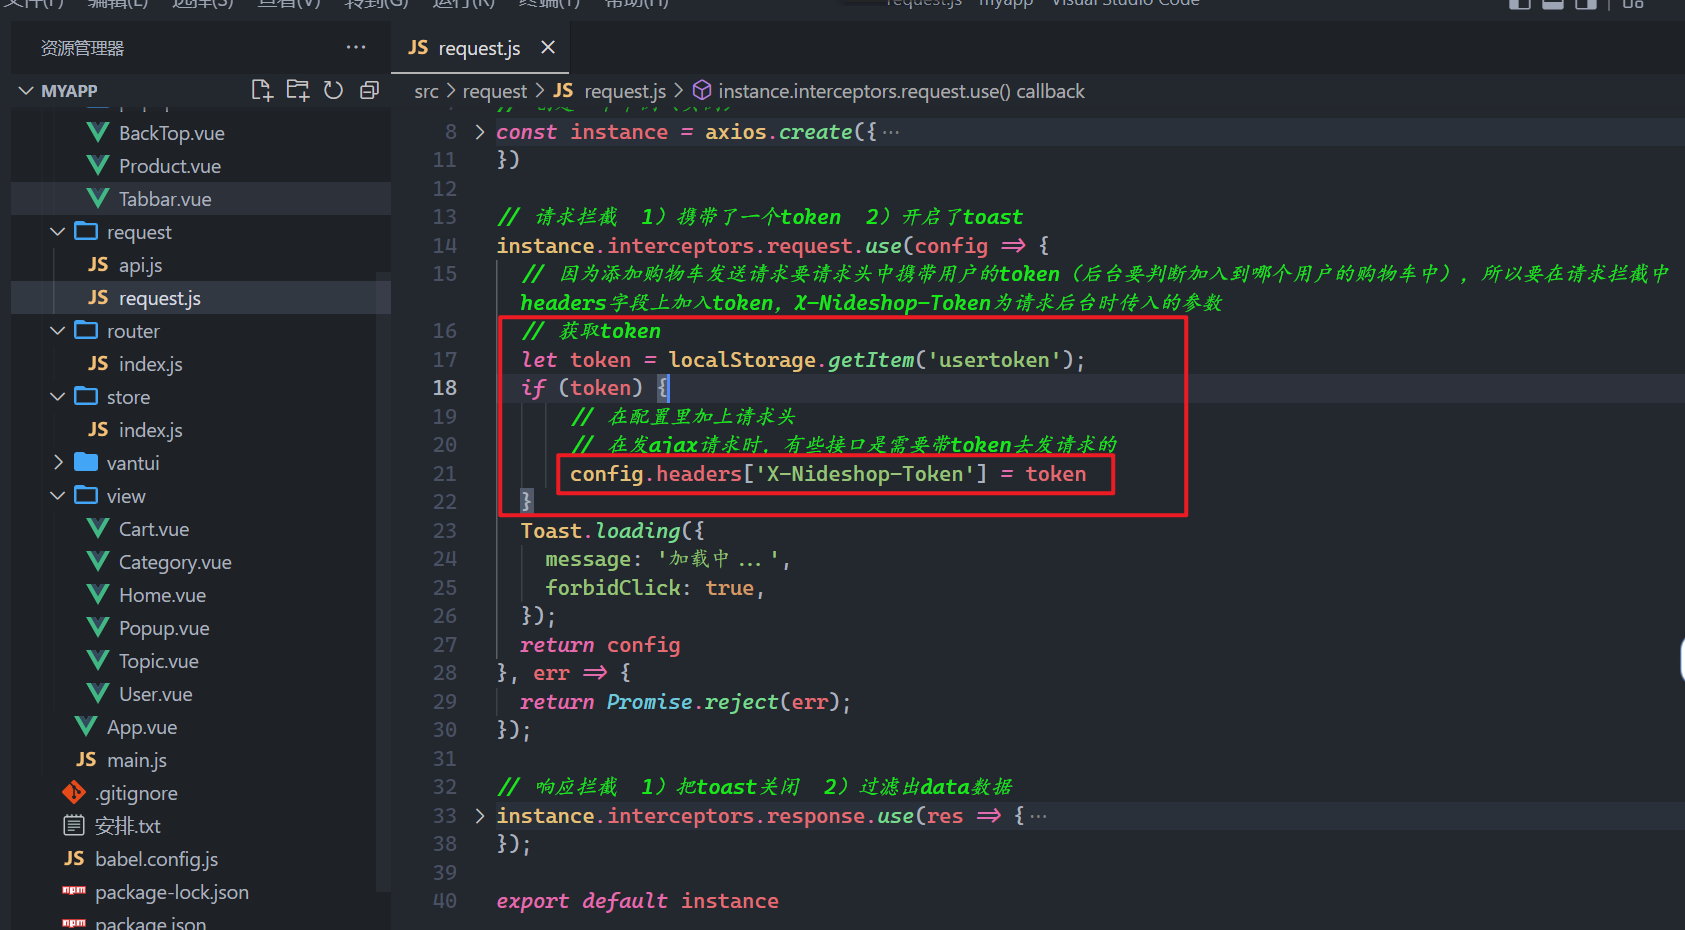 文件(F) 编辑(E) 选择(S) 查看(V) 转到(G) 运行(R) 终端(T) 帮助(H) request.js - myapp - Visual Studio Code
资源管理器
JS request.js
MYAPP
src > request > JS request.js > instance.interceptors.request.use() callback
BackTop.vue
Product.vue
Tabbar.vue
request
JS api.js
JS request.js
router
JS index.js
store
JS index.js
vantui
view
Cart.vue
Category.vue
Home.vue
Popup.vue
Topic.vue
User.vue
App.vue
JS main.js
.gitignore
安排.txt
JS babel.config.js
npm package-lock.json
npm package.json
8 const instance = axios.create({ ···
11 })
12
13 // 请求拦截 1）携带了一个token 2）开启了toast
14 instance.interceptors.request.use(config => {
15 // 因为添加购物车发送请求要请求头中携带用户的token（后台要判断加入到哪个用户的购物车中），所以要在请求拦截中
headers字段上加入token，X-Nideshop-Token为请求后台时传入的参数
16 // 获取token
17 let token = localStorage.getItem('usertoken');
18 if (token) {
19 // 在配置里加上请求头
20 // 在发ajax请求时，有些接口是需要带token去发请求的
21 config.headers['X-Nideshop-Token'] = token
22 }
23 Toast.loading({
24 message: '加载中...',
25 forbidClick: true,
26 });
27 return config
28 }, err => {
29 return Promise.reject(err);
30 });
31
32 // 响应拦截 1）把toast关闭 2）过滤出data数据
33 instance.interceptors.response.use(res => { ···
38 });
39
40 export default instance